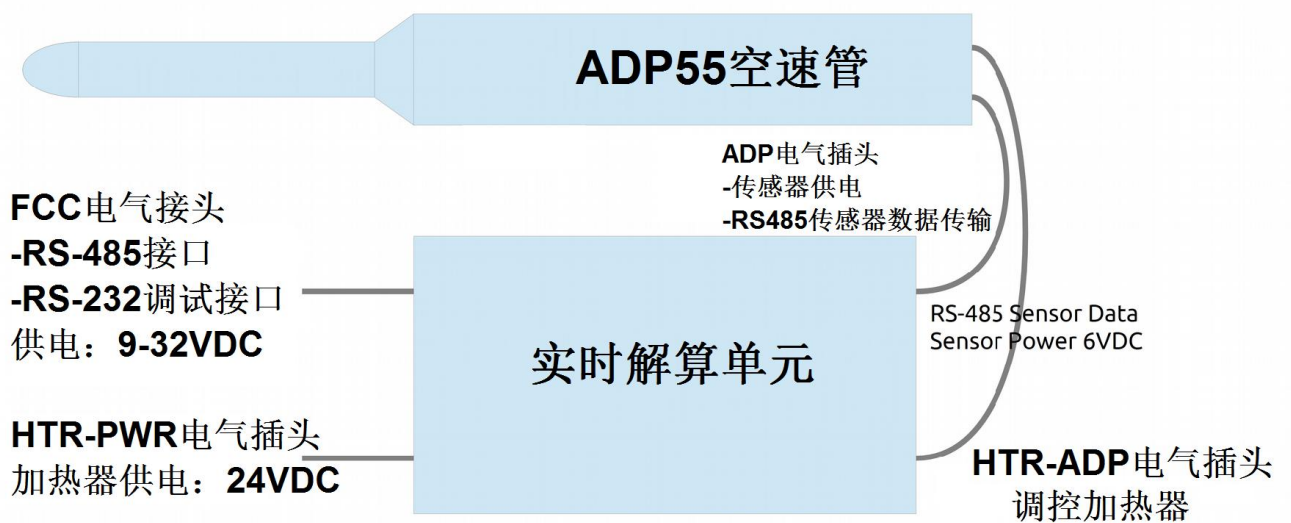 ADP55空速管
ADP电气插头
-传感器供电
-RS485传感器数据传输
FCC电气接头
-RS-485接口
-RS-232调试接口
供电：9-32VDC
RS-485 Sensor Data
Sensor Power 6VDC
实时解算单元
HTR-PWR电气插头
加热器供电：24VDC
HTR-ADP电气插头
调控加热器